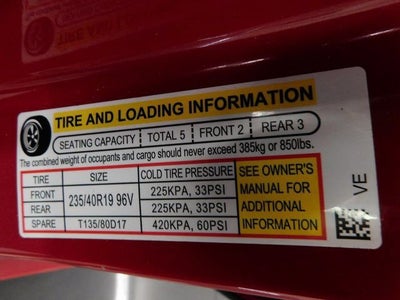 TIRE AND LOADING INFORMATION
SEATING CAPACITY TOTAL 5 FRONT 2 REAR 3
The combined weight of occupants and cargo should never exceed 385kg or 850lbs.
TIRE SIZE COLD TIRE PRESSURE
FRONT 235/40R19 96V 225KPA, 33PSI
REAR 225KPA, 33PSI
SPARE T135/80D17 420KPA, 60PSI
SEE OWNER'S
MANUAL FOR
ADDITIONAL
INFORMATION
VE